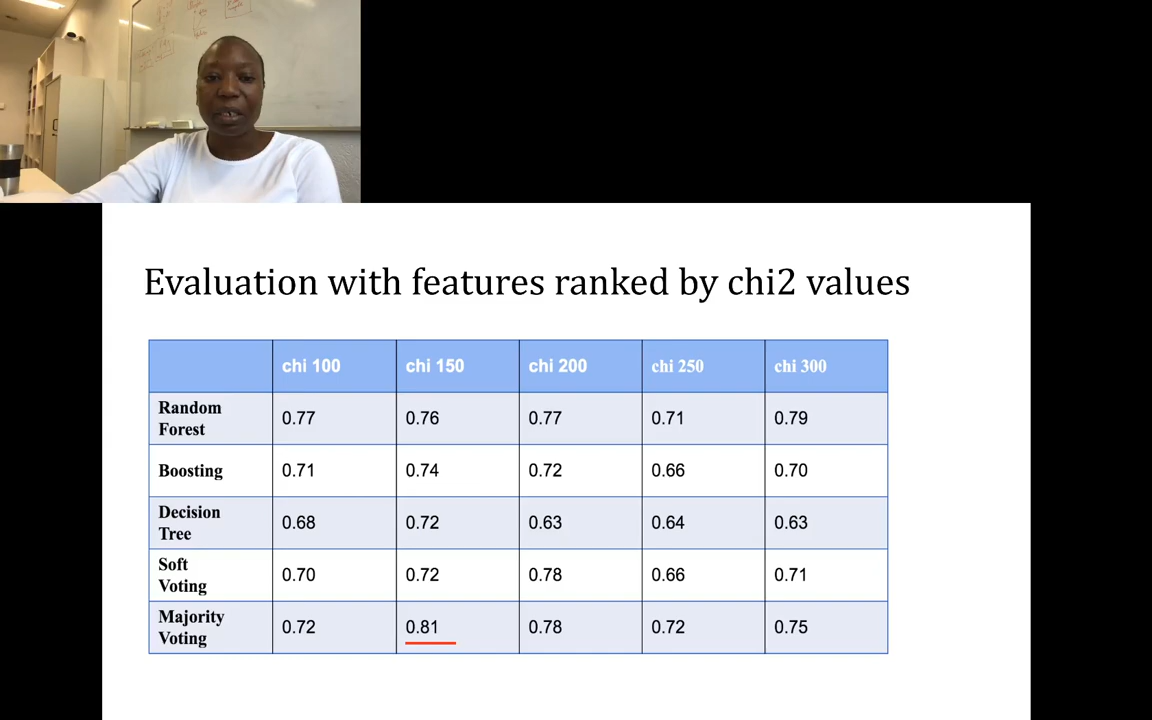 Evaluation with features ranked by chi2 values
chi 100 chi 150 chi 200 chi 250 chi 300
Random Forest 0.77 0.76 0.77 0.71 0.79
Boosting 0.71 0.74 0.72 0.66 0.70
Decision Tree 0.68 0.72 0.63 0.64 0.63
Soft Voting 0.70 0.72 0.78 0.66 0.71
Majority Voting 0.72 0.81 0.78 0.72 0.75